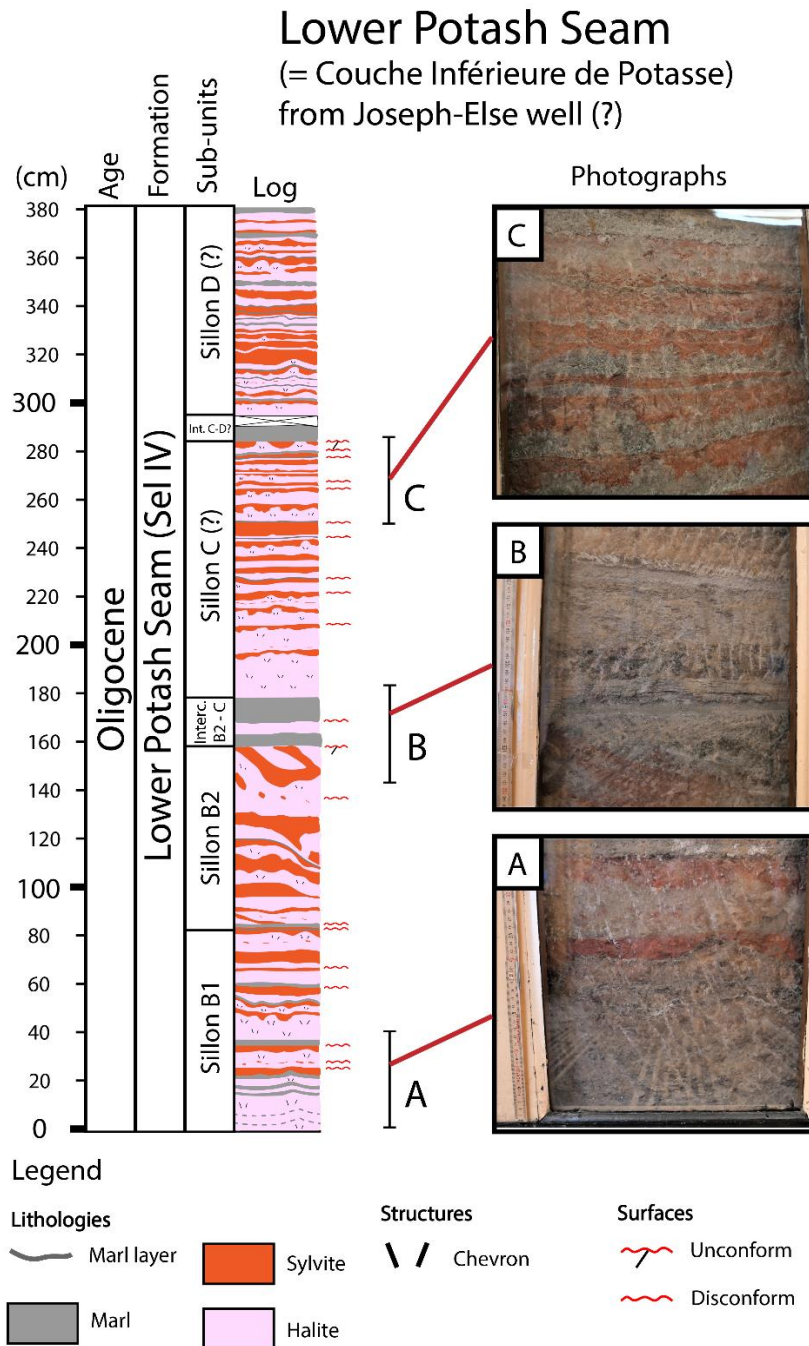 Lower Potash Seam
(= Couche Inférieure de Potasse)
from Joseph-Else well (?)
(cm)
Age
Formation
Sub-units
Log
Photographs
380
360
340
320
300
280
260
240
220
200
180
160
140
120
100
80
60
40
20
0
Oligocene
Lower Potash Seam (Sel IV)
Sillon D (?)
Int. C-D?
Sillon C (?)
Interc.
B2 - C
Sillon B2
Sillon B1
C
B
A
C
B
A
Legend
Lithologies
Marl layer
Marl
Sylvite
Halite
Structures
Chevron
Surfaces
Unconform
Disconform